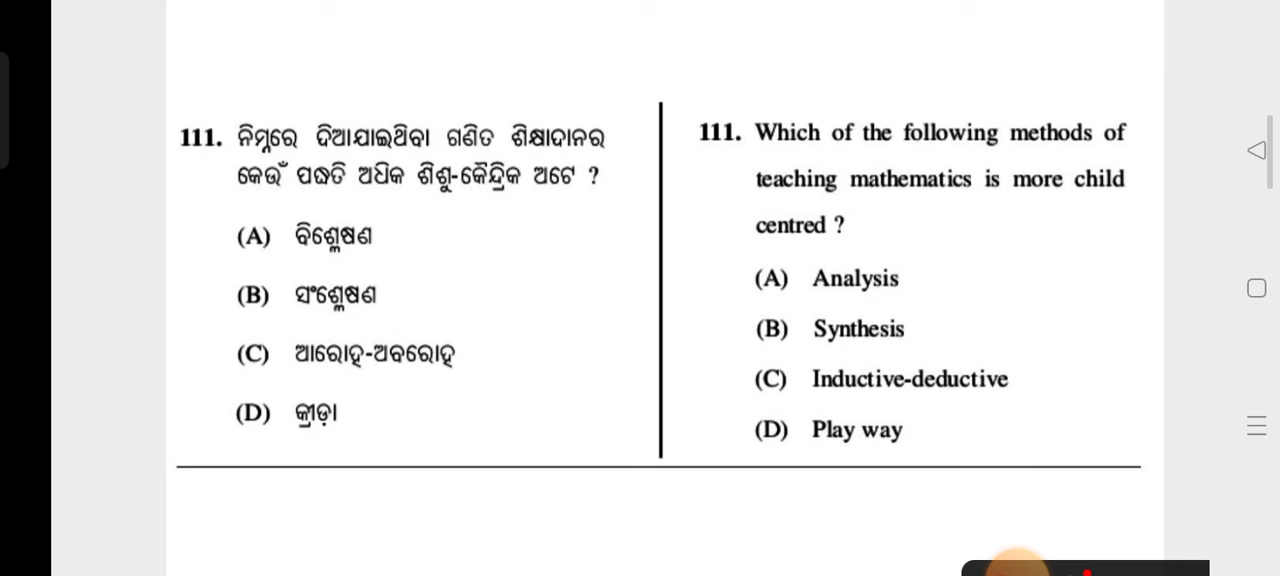 111. ନିମ୍ନରେ ଦିଆଯାଇଥିବା ଗଣିତ ଶିକ୍ଷାଦାନର
କେଉଁ ପଦ୍ଧତି ଅଧିକ ଶିଶୁ-କୈନ୍ଦ୍ରିକ ଅଟେ ?
(A) ବିଶ୍ଳେଷଣ
(B) ସଂଶ୍ଳେଷଣ
(C) ଆରୋହ-ଅବରୋହ
(D) କ୍ରୀଡ଼ା
111. Which of the following methods of
teaching mathematics is more child
centred ?
(A) Analysis
(B) Synthesis
(C) Inductive-deductive
(D) Play way